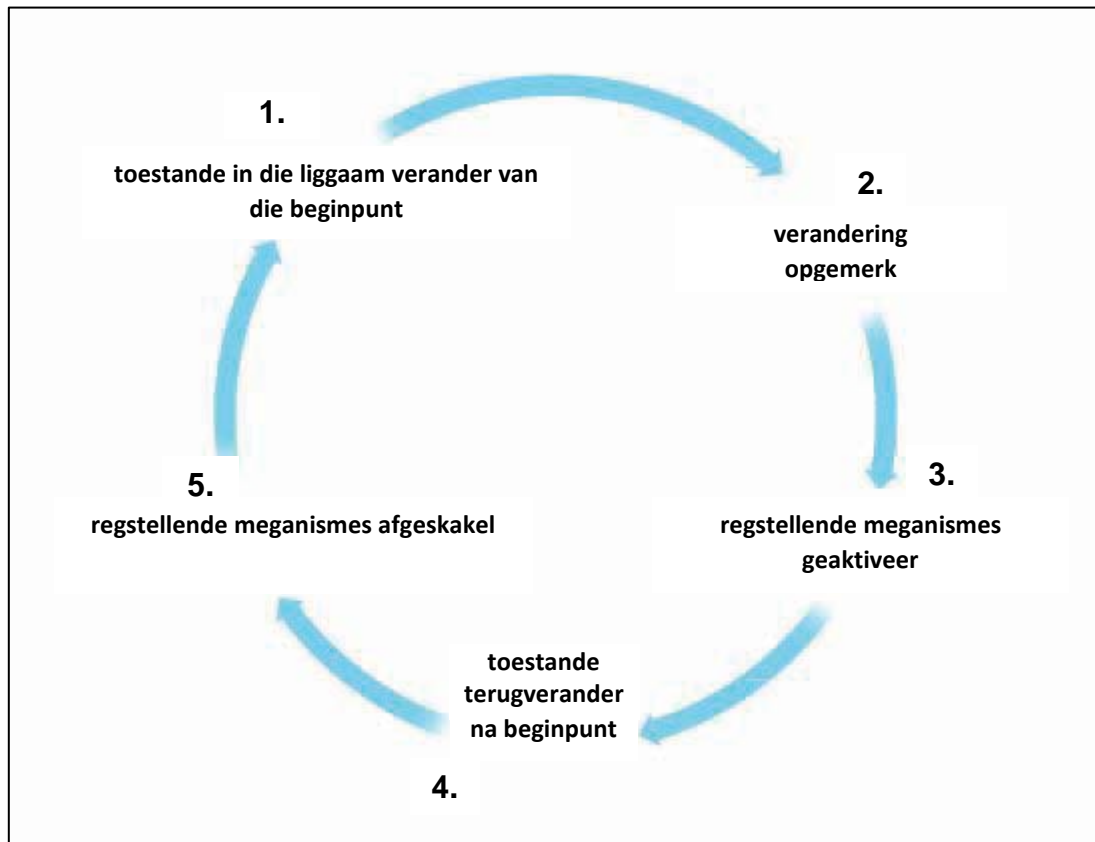 1.
toestande in die liggaam verander van
die beginpunt
2.
verandering
opgemerk
3.
regstellende meganismes
geaktiveer
toestande
terugverander
na beginpunt
4.
5.
regstellende meganismes afgeskakel